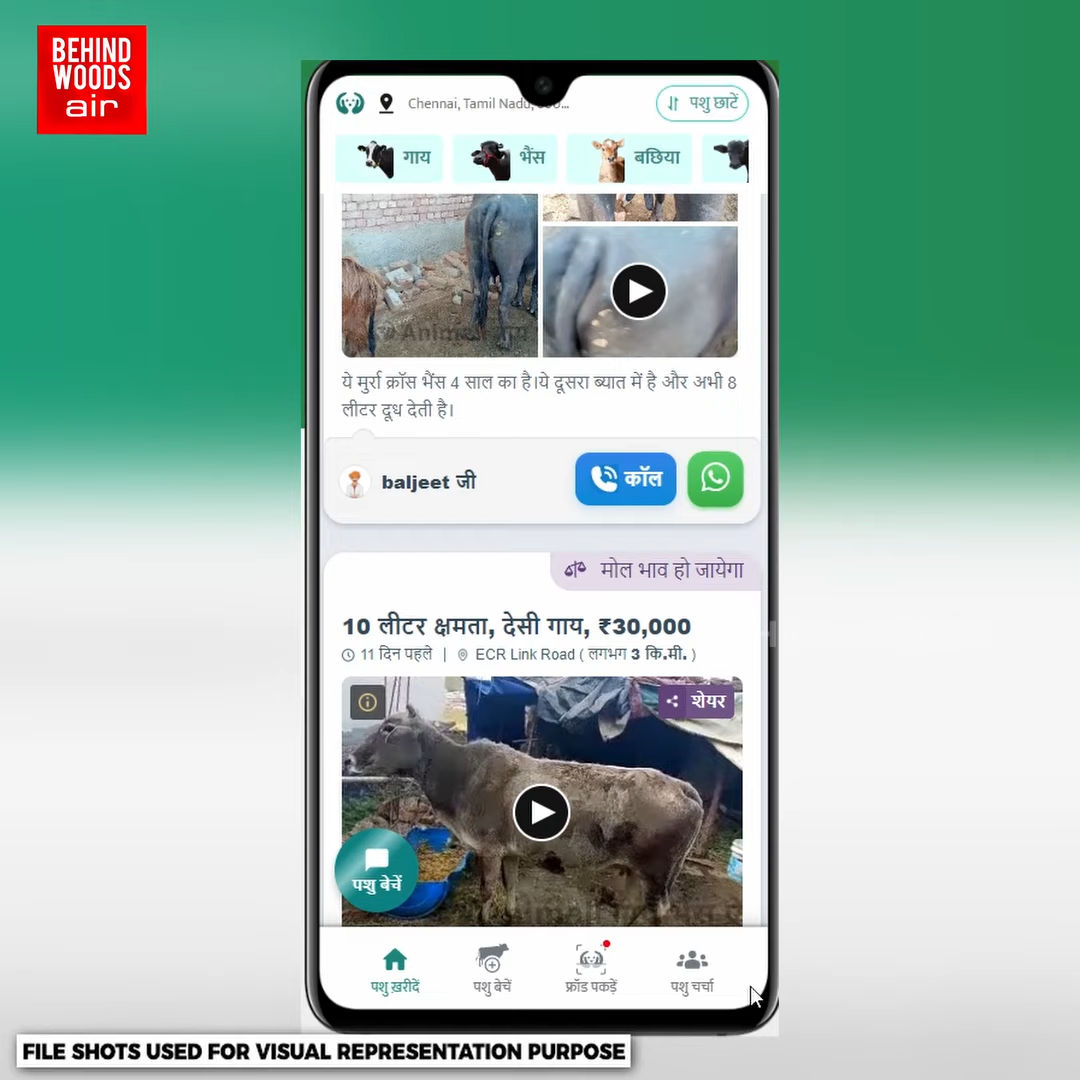 BEHIND
WOODS
air
Chennai, Tamil Nadu,
पशु छाटें
गाय
भैंस
बछिया
ये मुर्रा क्रॉस भैंस 4 साल का है।ये दूसरा ब्यात में है और अभी 8
लीटर दूध देती है।
baljeet जी
कॉल
मोल भाव हो जायेगा
10 लीटर क्षमता, देसी गाय, ₹30,000
11 दिन पहले | ECR Link Road ( लगभग 3 कि.मी. )
शेयर
पशु बेचें
पशु ख़रीदें
पशु बेचें
फ्रॉड पकड़ें
पशु चर्चा
FILE SHOTS USED FOR VISUAL REPRESENTATION PURPOSE